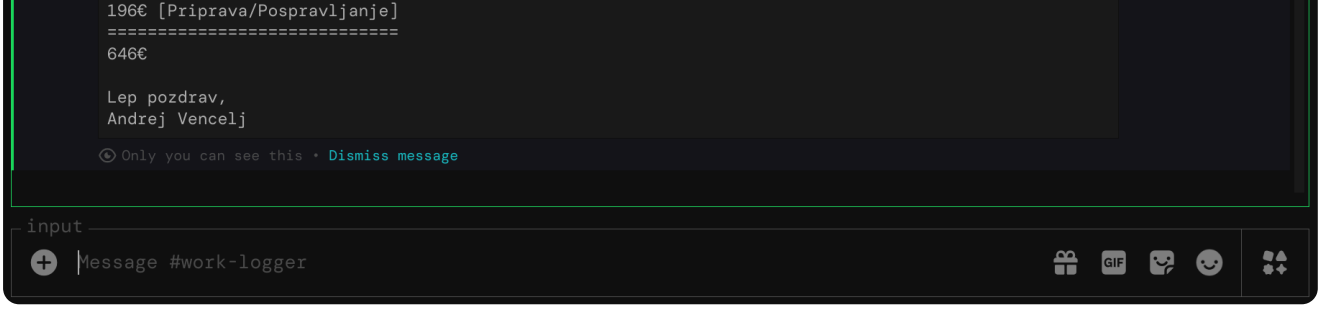 196€ [Priprava/Pospravljanje]
=============================
646€
Lep pozdrav,
Andrej Vencelj
Only you can see this • Dismiss message
input
Message #work-logger
GIF